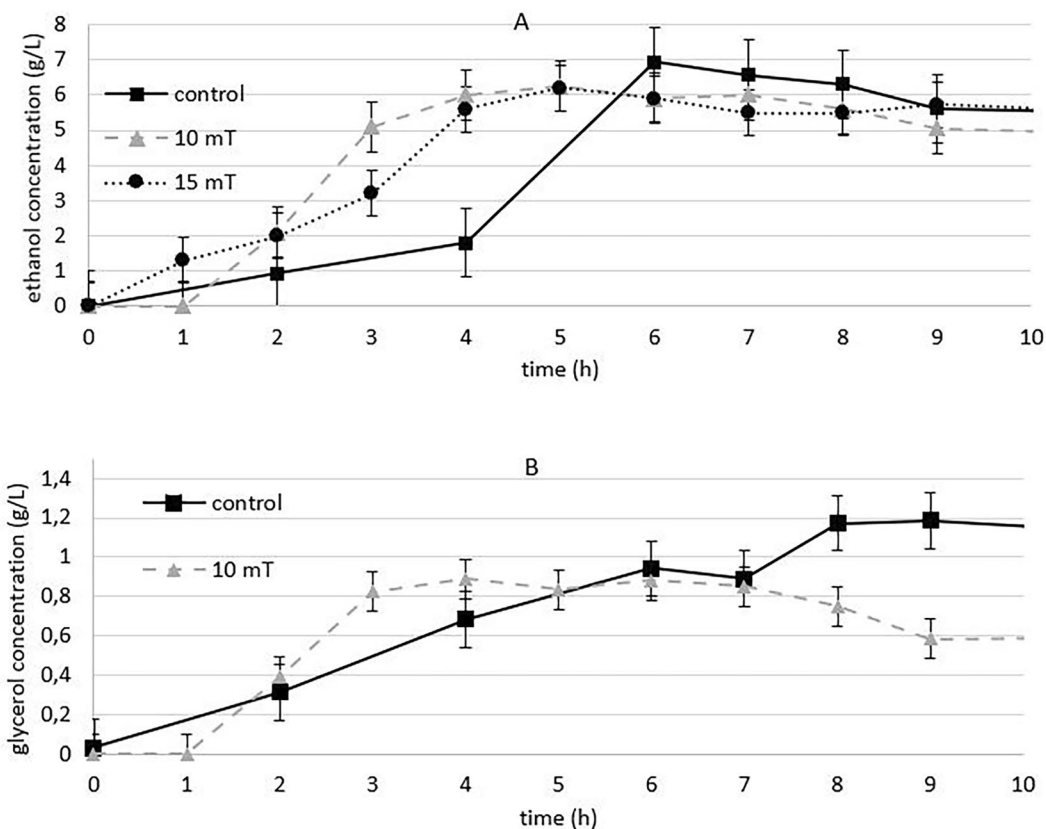 A
ethanol concentration (g/L)
8
7
6
5
4
3
2
1
0
control
10 mT
15 mT
0 1 2 3 4 5 6 7 8 9 10
time (h)
B
glycerol concentration (g/L)
1,4
1,2
1
0,8
0,6
0,4
0,2
0
control
10 mT
0 1 2 3 4 5 6 7 8 9 10
time (h)